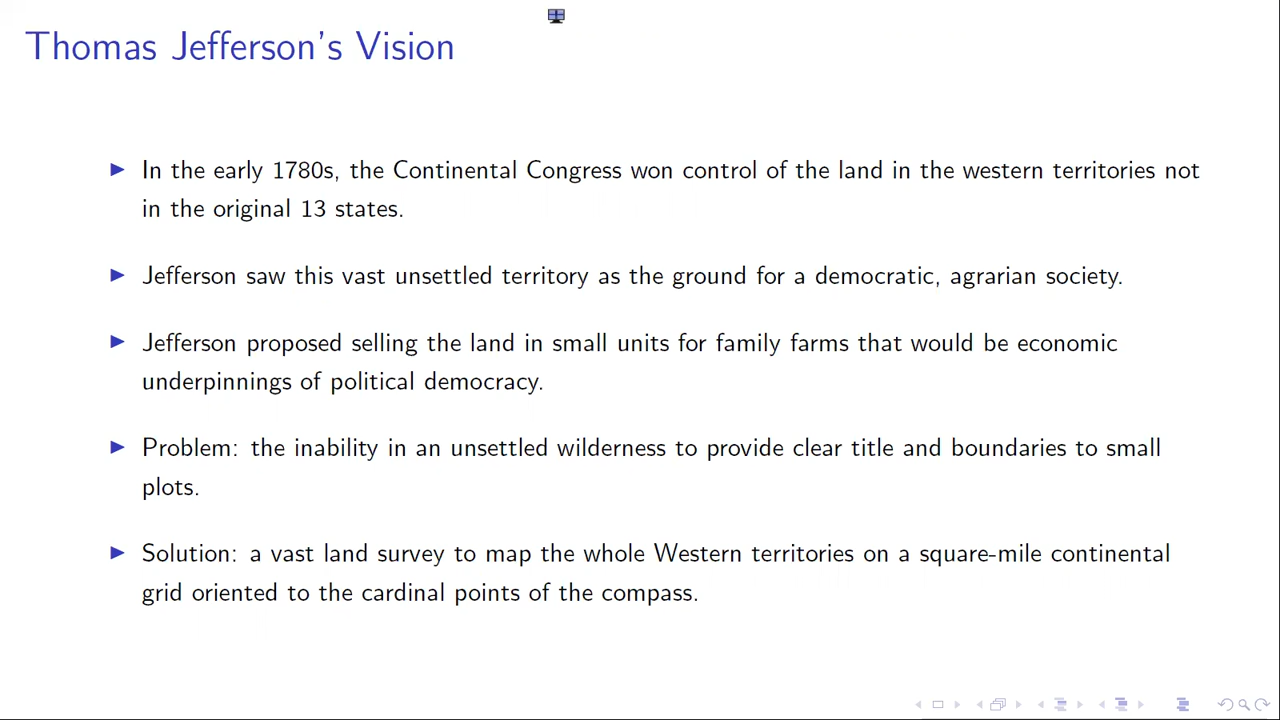 Thomas Jefferson's Vision
In the early 1780s, the Continental Congress won control of the land in the western territories not
in the original 13 states.
Jefferson saw this vast unsettled territory as the ground for a democratic, agrarian society.
Jefferson proposed selling the land in small units for family farms that would be economic
underpinnings of political democracy.
Problem: the inability in an unsettled wilderness to provide clear title and boundaries to small
plots.
Solution: a vast land survey to map the whole Western territories on a square-mile continental
grid oriented to the cardinal points of the compass.